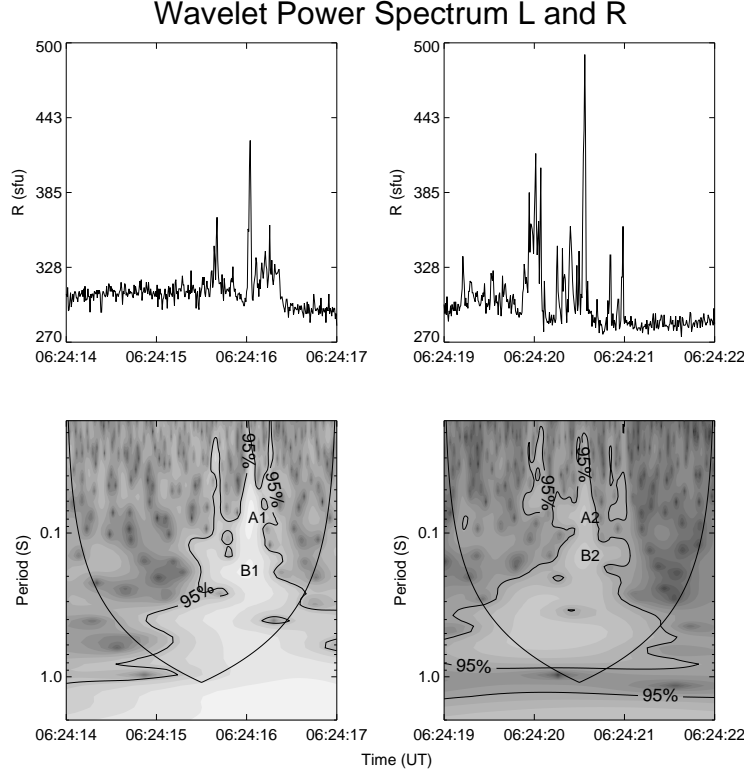 Wavelet Power Spectrum L and R
500
443
385
328
270
R (sfu)
06:24:14 06:24:15 06:24:16 06:24:17
500
443
385
328
270
R (sfu)
06:24:19 06:24:20 06:24:21 06:24:22
0.1
1.0
Period (S)
95%
95%
A1
B1
95%
06:24:14 06:24:15 06:24:16 06:24:17
0.1
1.0
Period (S)
95%
95%
A2
B2
95%
95%
06:24:19 06:24:20 06:24:21 06:24:22
Time (UT)